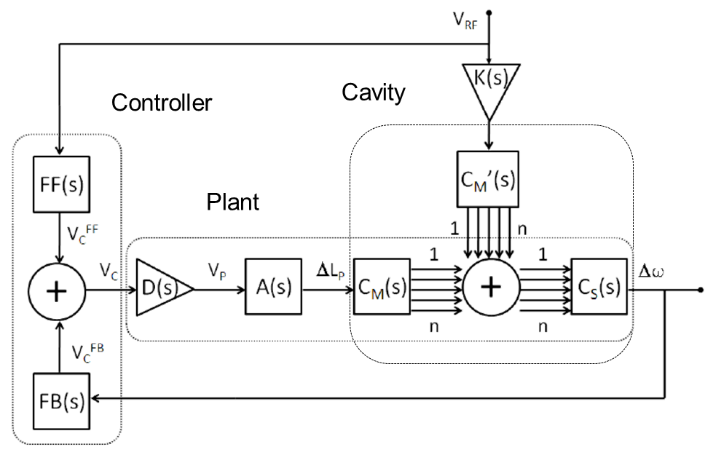 V_RF
K(s)
Controller
Cavity
FF(s)
C_M'(s)
Plant
V_C^FF
1
n
V_C
D(s)
V_P
A(s)
ΔL_P
C_M(s)
1
n
+
1
n
C_S(s)
Δω
+
V_C^FB
FB(s)